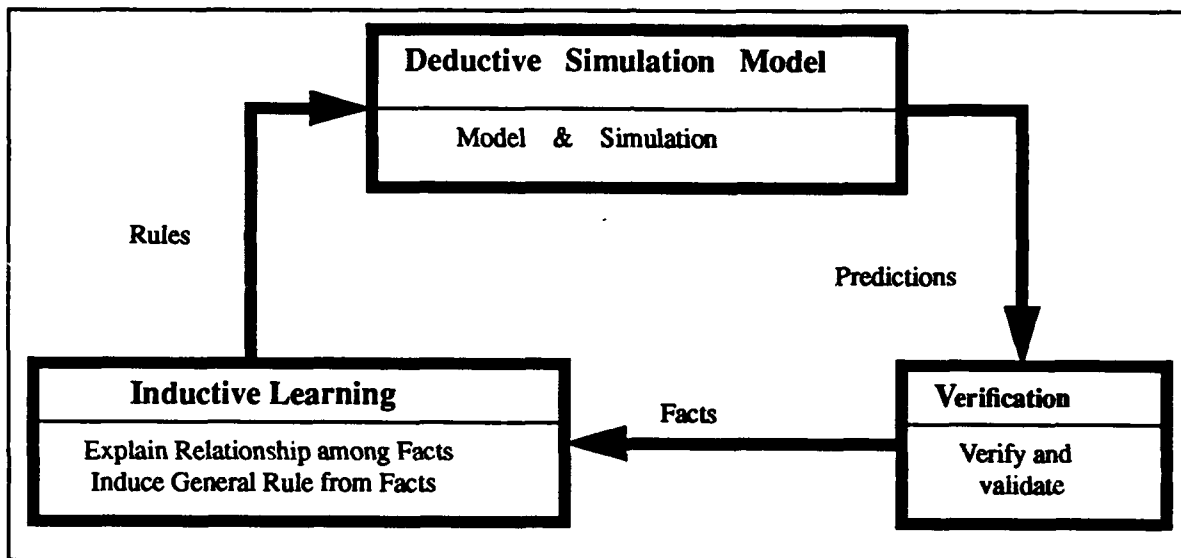 Deductive Simulation Model
Model & Simulation
Rules
Predictions
Inductive Learning
Explain Relationship among Facts
Induce General Rule from Facts
Facts
Verification
Verify and
validate